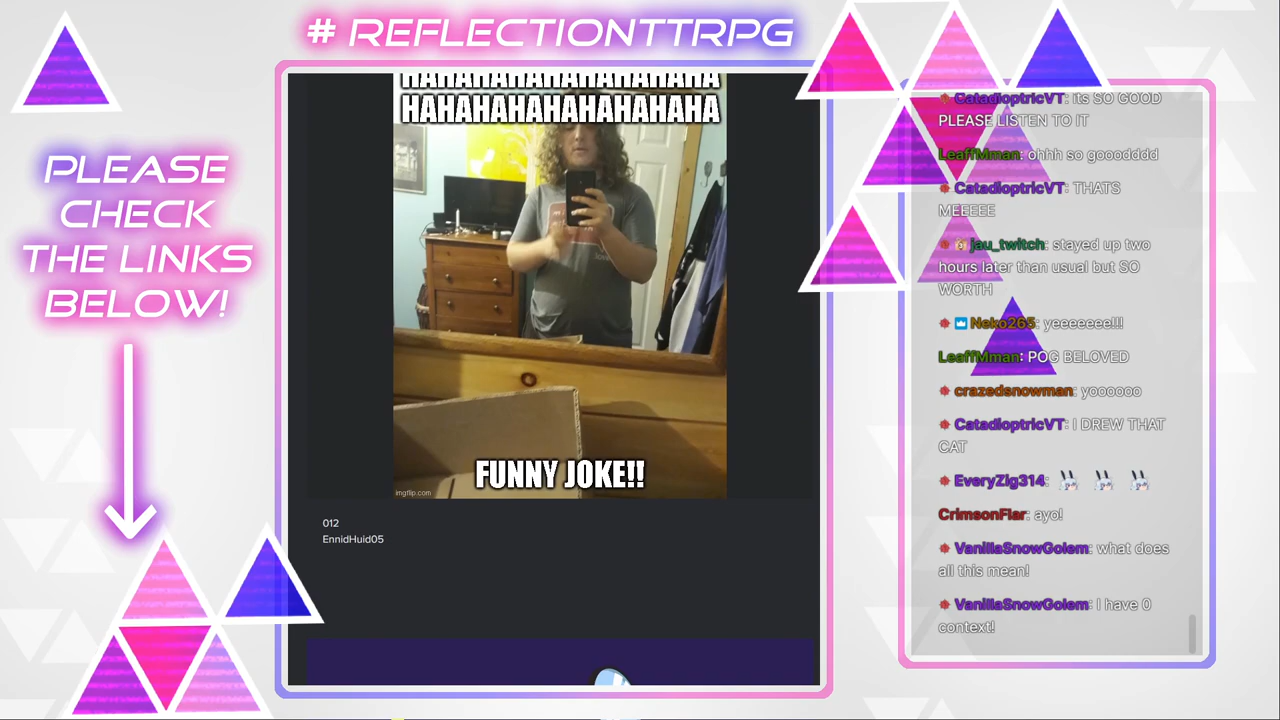 # REFLECTIONTTRPG
PLEASE
CHECK
THE LINKS
BELOW!
HAHAHAHAHAHAHAHAHA
HAHAHAHAHAHAHAHAHA
FUNNY JOKE!!
imgflip.com
012
EnnidHuid05
CatadioptricVT: its SO GOOD
PLEASE LISTEN TO IT
LeaffMman: ohhh so gooodddd
CatadioptricVT: THATS
MEEEEE
jau_twitch: stayed up two
hours later than usual but SO
WORTH
Neko265: yeeeeeeel!!
LeaffMman: POG BELOVED
crazedsnowman: yoooooo
CatadioptricVT: I DREW THAT
CAT
EveryZig314:
CrimsonFlar: ayo!
VanillaSnowGolem: what does
all this mean!
VanillaSnowGolem: I have 0
context!